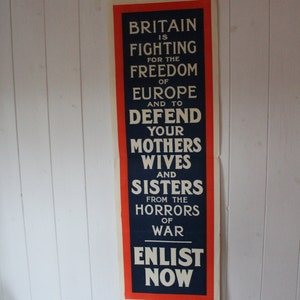 BRITAIN
IS
FIGHTING
FOR THE
FREEDOM
OF
EUROPE
AND TO
DEFEND
YOUR
MOTHERS
WIVES
AND
SISTERS
FROM THE
HORRORS
OF
WAR
ENLIST
NOW